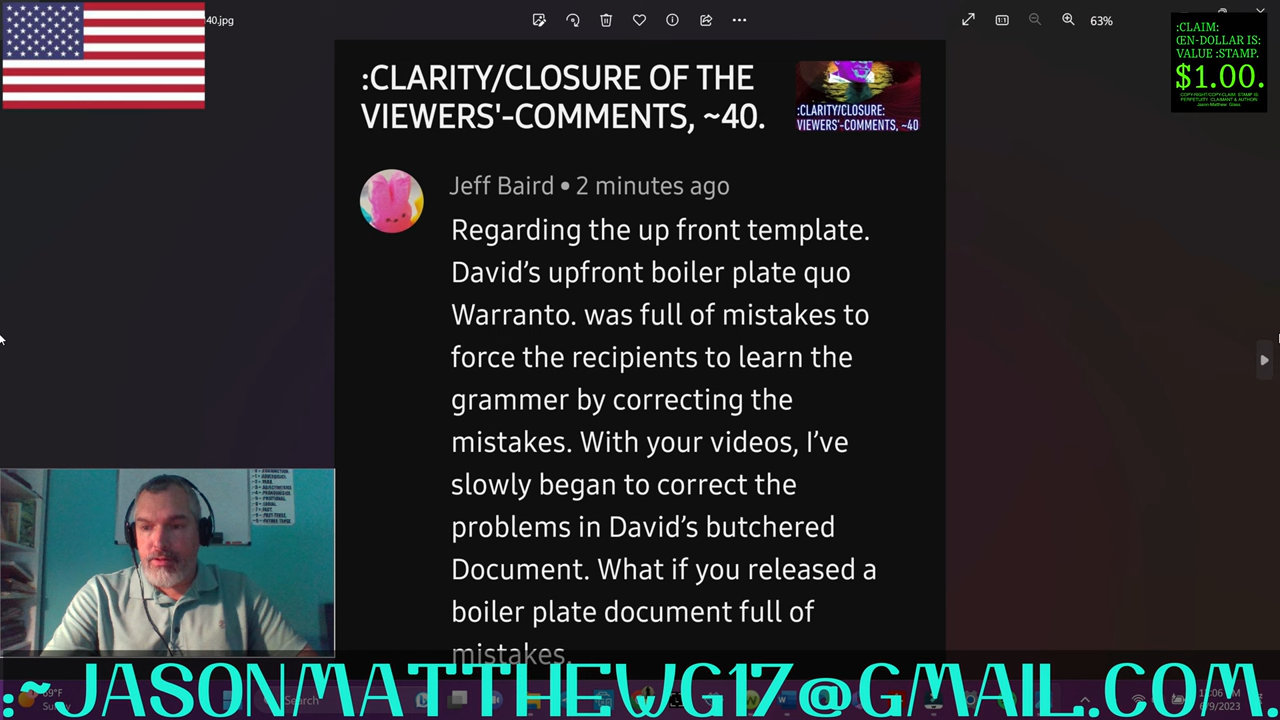 40.jpg
63%
:CLAIM:
ŒN-DOLLAR IS:
VALUE :STAMP.
$1.00.
:CLARITY/CLOSURE OF THE
VIEWERS'-COMMENTS, ~40.
:CLARITY/CLOSURE:
VIEWERS'-COMMENTS, ~40
Jeff Baird • 2 minutes ago
Regarding the up front template.
David's upfront boiler plate quo
Warranto. was full of mistakes to
force the recipients to learn the
grammer by correcting the
mistakes. With your videos, I've
slowly began to correct the
problems in David's butchered
Document. What if you released a
boiler plate document full of
mistakes.
:~ JASONMATTHEWG17@GMAIL.COM.
Search